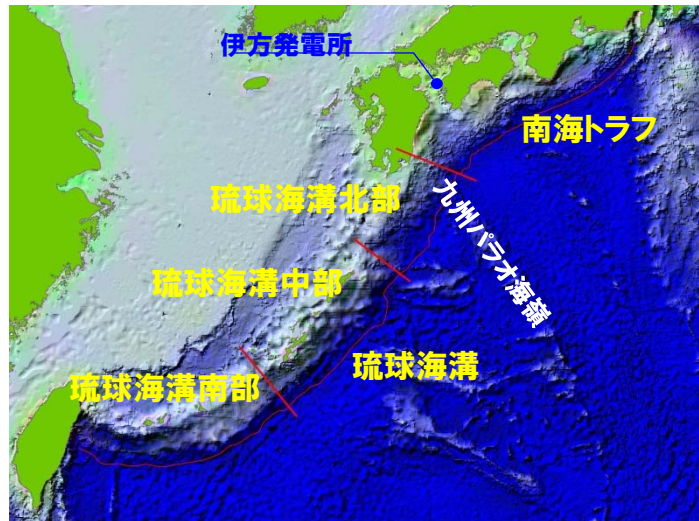 伊方発電所
南海トラフ
琉球海溝北部
九州パラオ海嶺
琉球海溝中部
琉球海溝
琉球海溝南部